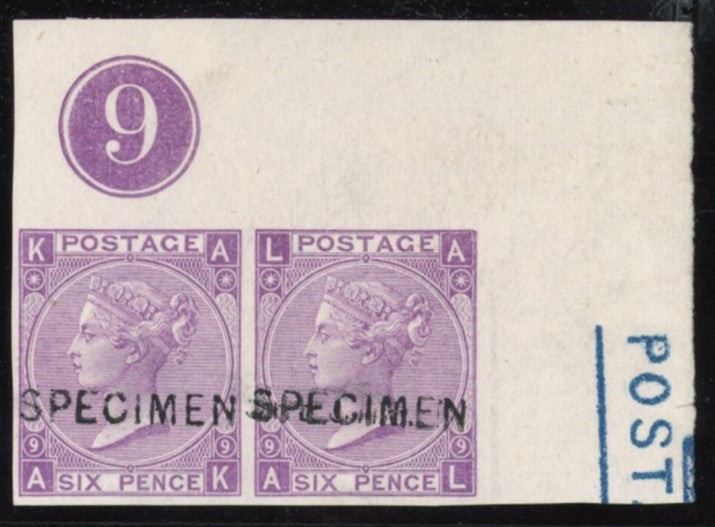 9
K POSTAGE A
L POSTAGE A
SPECIMEN
SPECIMEN
9 9
9 9
A SIX PENCE K
A SIX PENCE L
POST.